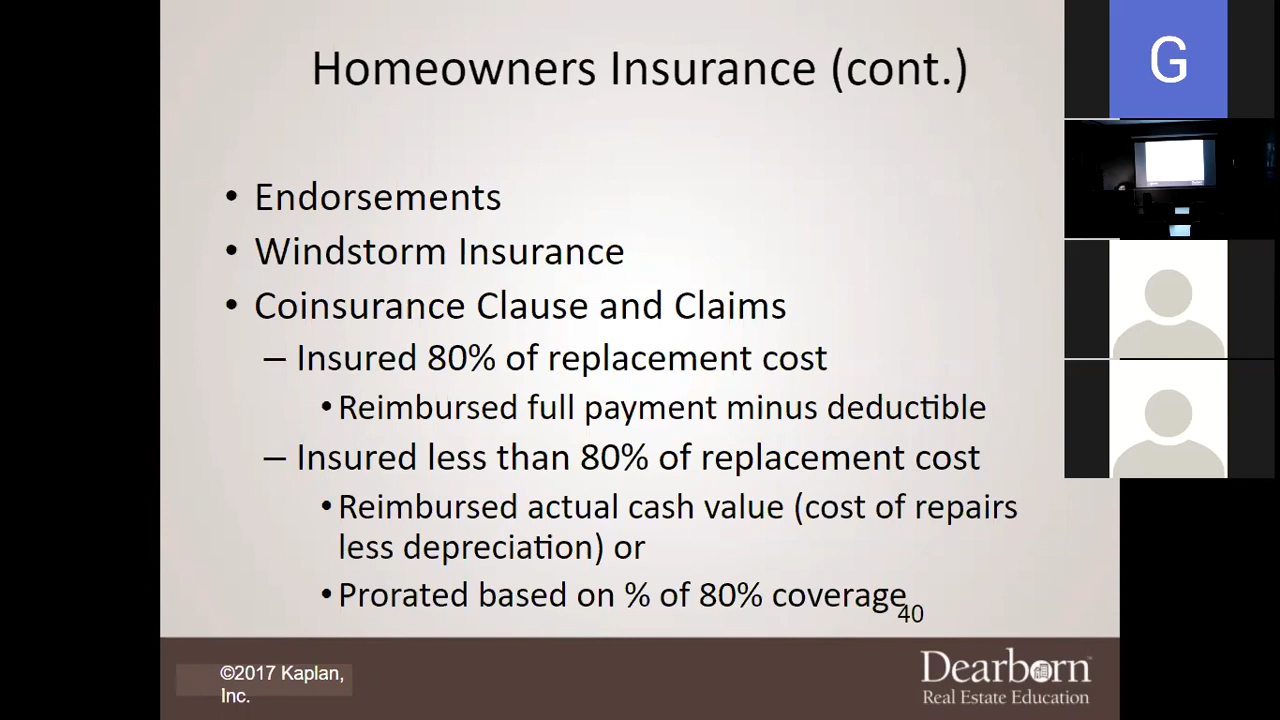 Homeowners Insurance (cont.)
• Endorsements
• Windstorm Insurance
• Coinsurance Clause and Claims
– Insured 80% of replacement cost
• Reimbursed full payment minus deductible
– Insured less than 80% of replacement cost
• Reimbursed actual cash value (cost of repairs
less depreciation) or
• Prorated based on % of 80% coverage
40
©2017 Kaplan,
Inc.
Dearborn™
Real Estate Education
G